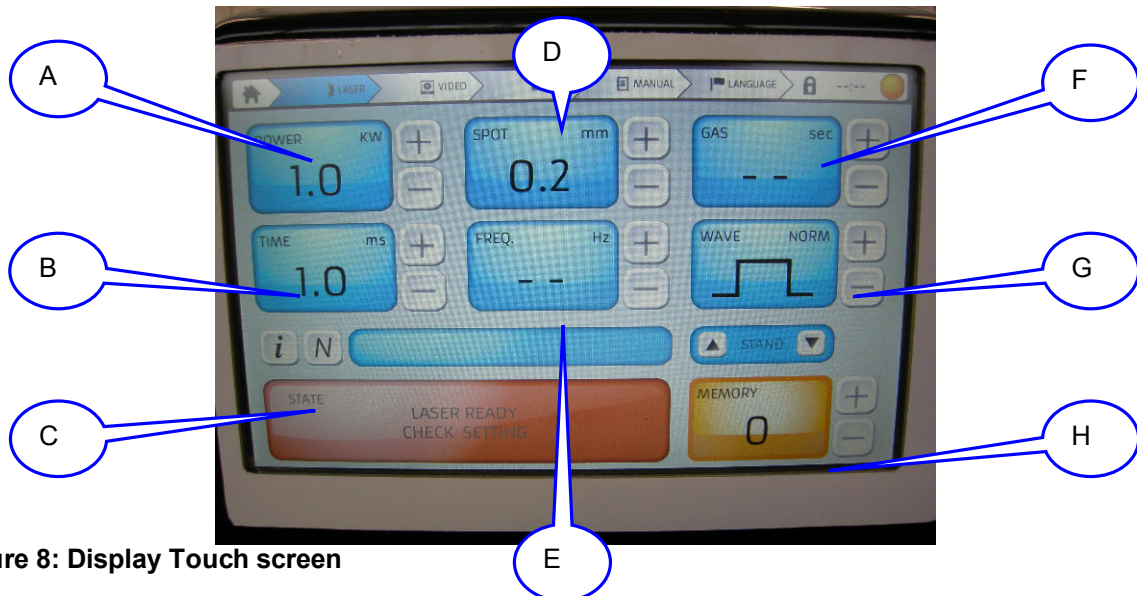 A
D
F
LASER
VIDEO
MANUAL
LANGUAGE
--:--
POWER KW
1.0
SPOT mm
0.2
GAS sec
- -
B
TIME ms
1.0
FREQ. Hz
- -
WAVE NORM
G
i N
STAND
C
STATE
LASER READY
CHECK SETTING
MEMORY
0
H
E
ure 8: Display Touch screen